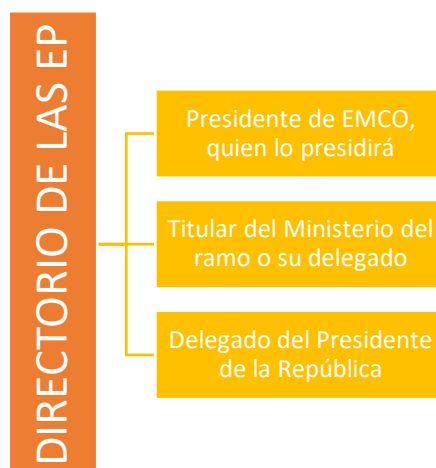 DIRECTORIO DE LAS EP
Presidente de EMCO,
quien lo presidirá
Titular del Ministerio del
ramo o su delegado
Delegado del Presidente
de la República